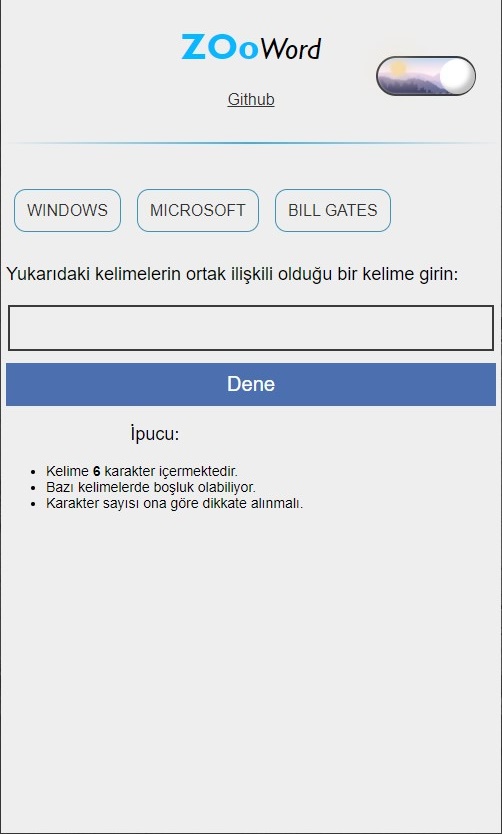 ZOoWord
Github
WINDOWS MICROSOFT BILL GATES
Yukarıdaki kelimelerin ortak ilişkili olduğu bir kelime girin:
Dene
İpucu:
Kelime 6 karakter içermektedir.
Bazı kelimelerde boşluk olabiliyor.
Karakter sayısı ona göre dikkate alınmalı.